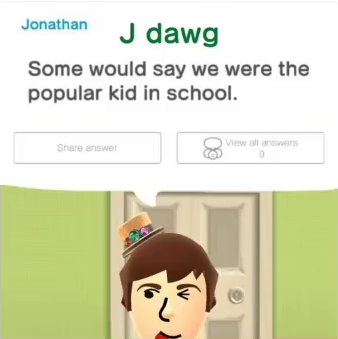 Jonathan
J dawg
Some would say we were the
popular kid in school.
Share answer
View all answers
0